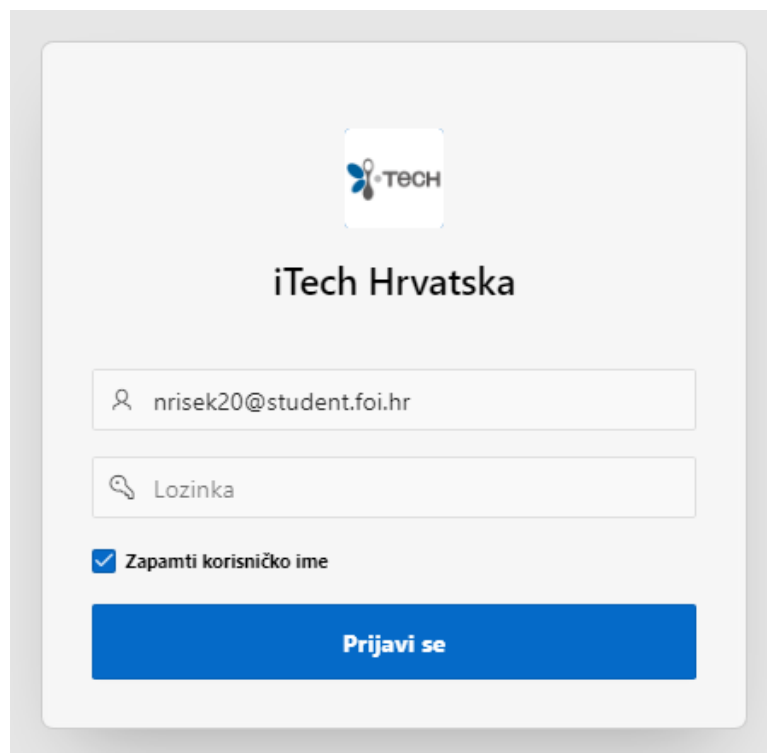 i-TECH
iTech Hrvatska
nrisek20@student.foi.hr
Lozinka
Zapamti korisničko ime
Prijavi se